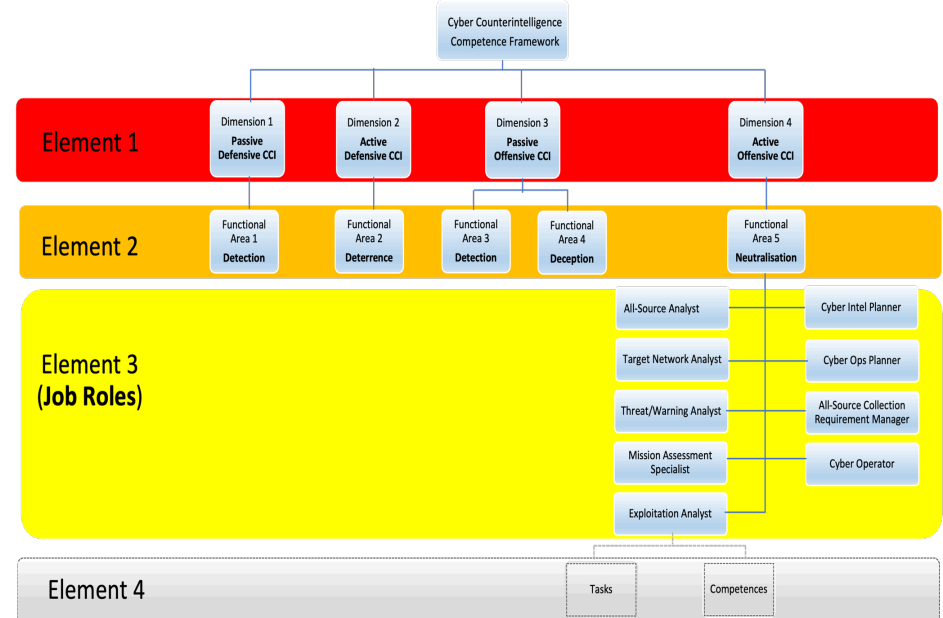 Cyber Counterintelligence
Competence Framework
Element 1
Dimension 1
Passive
Defensive CCI
Dimension 2
Active
Defensive CCI
Dimension 3
Passive
Offensive CCI
Dimension 4
Active
Offensive CCI
Element 2
Functional
Area 1
Detection
Functional
Area 2
Deterrence
Functional
Area 3
Detection
Functional
Area 4
Deception
Functional
Area 5
Neutralisation
Element 3
(Job Roles)
All-Source Analyst
Cyber Intel Planner
Target Network Analyst
Cyber Ops Planner
Threat/Warning Analyst
All-Source Collection
Requirement Manager
Mission Assessment
Specialist
Cyber Operator
Exploitation Analyst
Element 4
Tasks
Competences